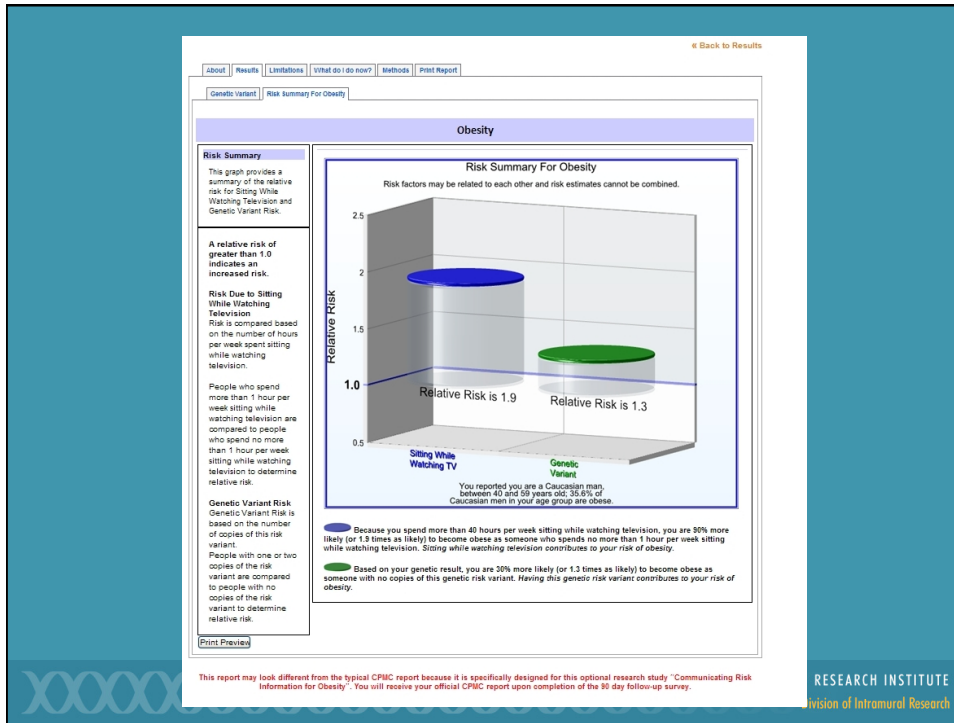 « Back to Results
About
Results
Limitations
What do I do now?
Methods
Print Report
Genetic Variant
Risk Summary For Obesity
Obesity
Risk Summary
This graph provides a
summary of the relative
risk for Sitting While
Watching Television and
Genetic Variant Risk.
A relative risk of
greater than 1.0
indicates an
increased risk.
Risk Due to Sitting
While Watching
Television
Risk is compared based
on the number of hours
per week spent sitting
while watching
television.
People who spend
more than 1 hour per
week sitting while
watching television are
compared to people
who spend no more
than 1 hour per week
sitting while watching
television to determine
relative risk.
Genetic Variant Risk
Genetic Variant Risk is
based on the number
of copies of this risk
variant.
People with one or two
copies of the risk
variant are compared
to people with no
copies of the risk
variant to determine
relative risk.
Print Preview
Risk Summary For Obesity
Risk factors may be related to each other and risk estimates cannot be combined.
2.5
2
1.5
1.0
0.5
Relative Risk
Relative Risk is 1.9
Relative Risk is 1.3
Sitting While
Watching TV
Genetic
Variant
You reported you are a Caucasian man,
between 40 and 59 years old; 35.6% of
Caucasian men in your age group are obese.
Because you spend more than 40 hours per week sitting while watching television, you are 90% more
likely (or 1.9 times as likely) to become obese as someone who spends no more than 1 hour per week sitting
while watching television. Sitting while watching television contributes to your risk of obesity.
Based on your genetic result, you are 30% more likely (or 1.3 times as likely) to become obese as
someone with no copies of this genetic risk variant. Having this genetic risk variant contributes to your risk of
obesity.
This report may look different from the typical CPMC report because it is specifically designed for this optional research study "Communicating Risk
Information for Obesity". You will receive your official CPMC report upon completion of the 90 day follow-up survey.
RESEARCH INSTITUTE
ivision of Intramural Research